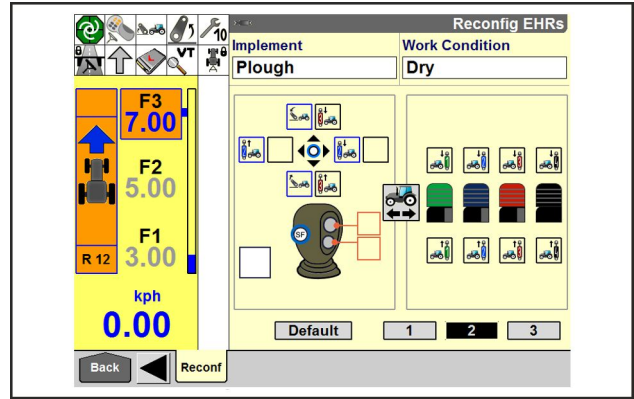 10
VT
Reconfig EHRs
Implement
Work Condition
Plough
Dry
F3
7.00
F2
5.00
F1
3.00
R 12
kph
0.00
SF
Default
1
2
3
Back
Reconf